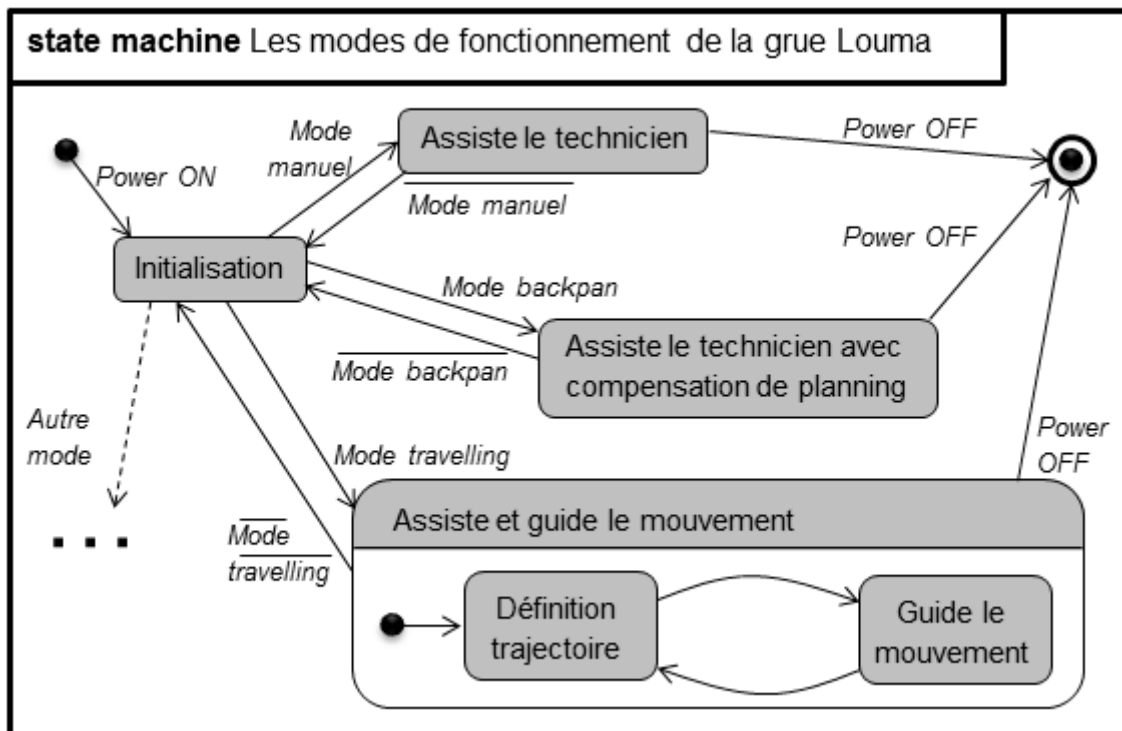 state machine Les modes de fonctionnement de la grue Louma
Mode
manuel
Assiste le technicien
Power OFF
Power ON
Mode manuel
Power OFF
Initialisation
Mode backpan
Assiste le technicien avec
compensation de planning
Mode backpan
Autre
mode
Mode travelling
Power
OFF
Mode
travelling
Assiste et guide le mouvement
Définition
trajectoire
Guide le
mouvement